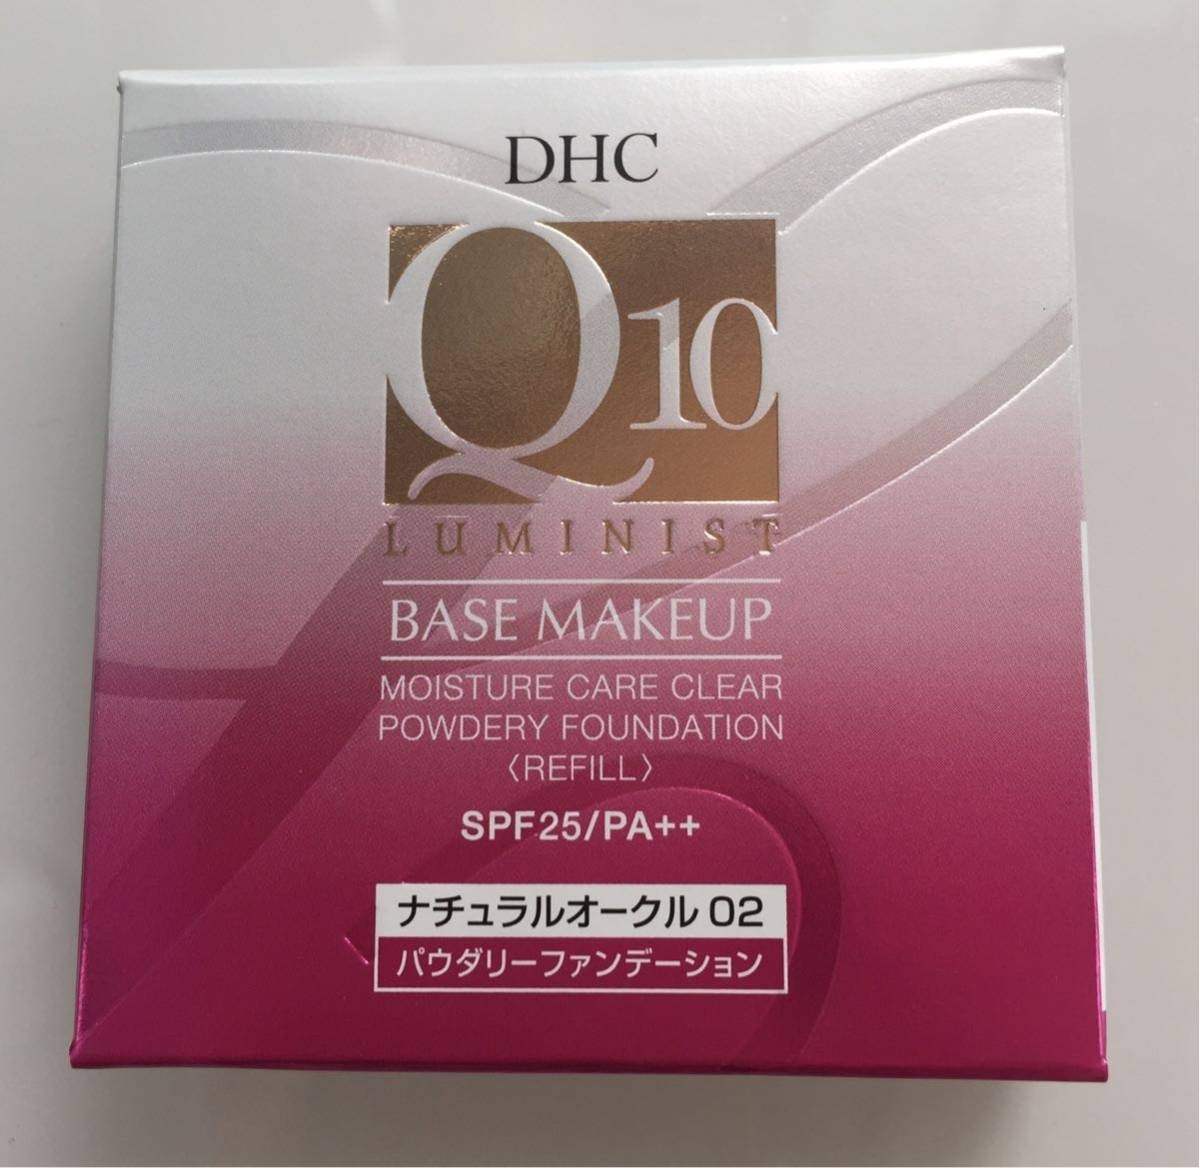 DHC
Q10
LUMINIST
BASE MAKEUP
MOISTURE CARE CLEAR
POWDERY FOUNDATION
〈REFILL〉
SPF25/PA++
ナチュラルオークル 02
パウダリーファンデーション